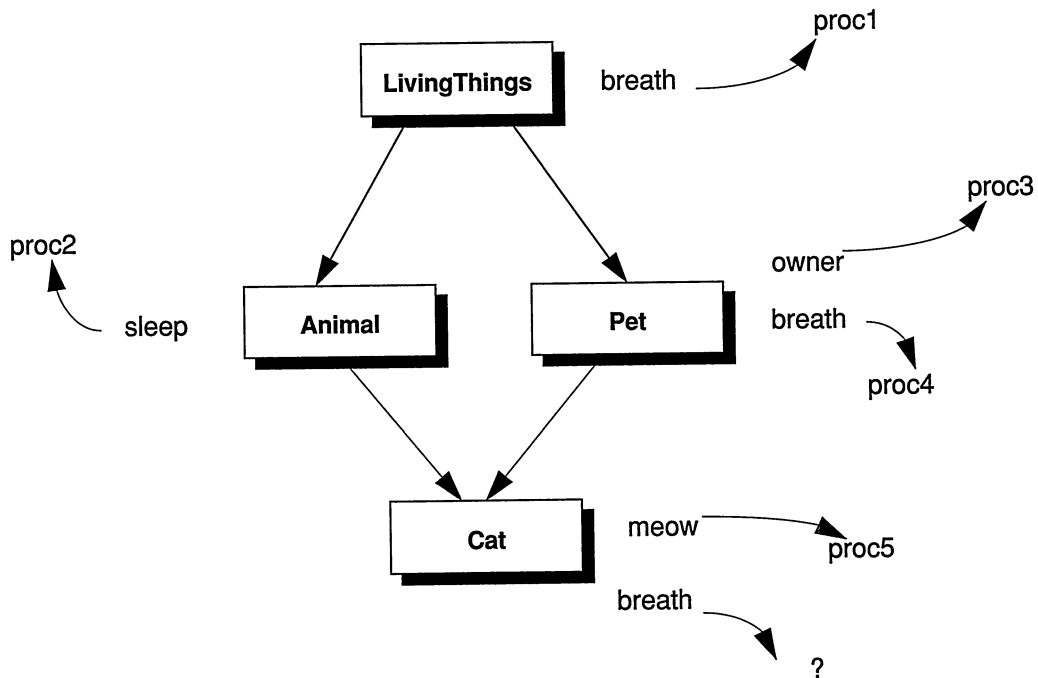 proc1
LivingThings
breath
proc3
proc2
owner
sleep
Animal
Pet
breath
proc4
Cat
meow
proc5
breath
?